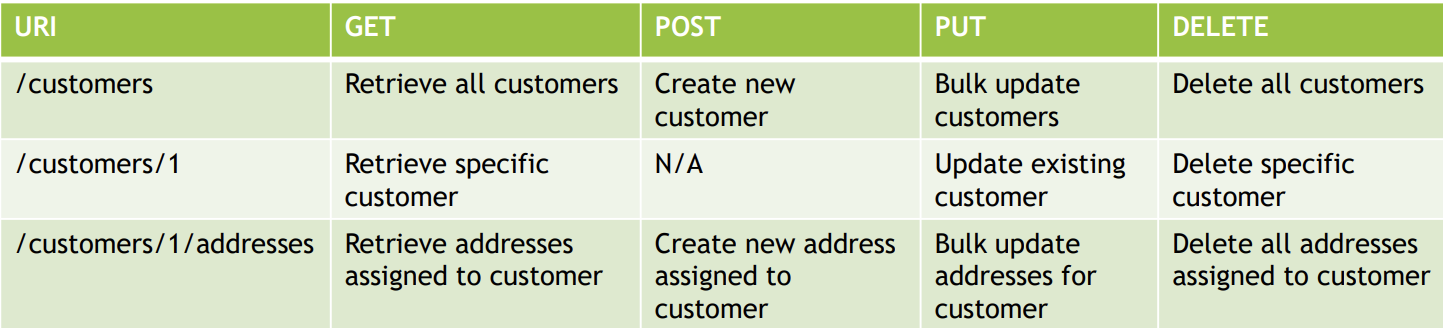 URI GET POST PUT DELETE
/customers Retrieve all customers Create new customer Bulk update customers Delete all customers
/customers/1 Retrieve specific customer N/A Update existing customer Delete specific customer
/customers/1/addresses Retrieve addresses assigned to customer Create new address assigned to customer Bulk update addresses for customer Delete all addresses assigned to customer